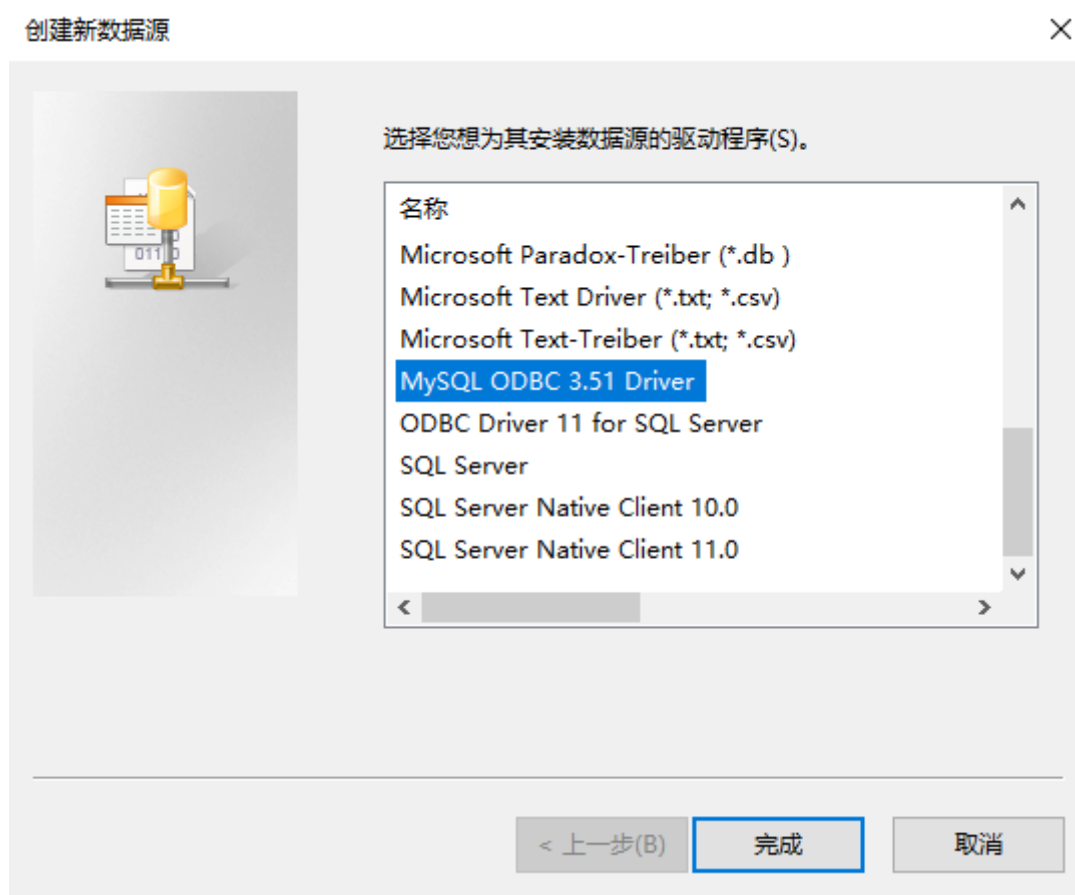 创建新数据源
选择您想为其安装数据源的驱动程序(S)。
名称
Microsoft Paradox-Treiber (*.db )
Microsoft Text Driver (*.txt; *.csv)
Microsoft Text-Treiber (*.txt; *.csv)
MySQL ODBC 3.51 Driver
ODBC Driver 11 for SQL Server
SQL Server
SQL Server Native Client 10.0
SQL Server Native Client 11.0
< 上一步(B) 完成 取消